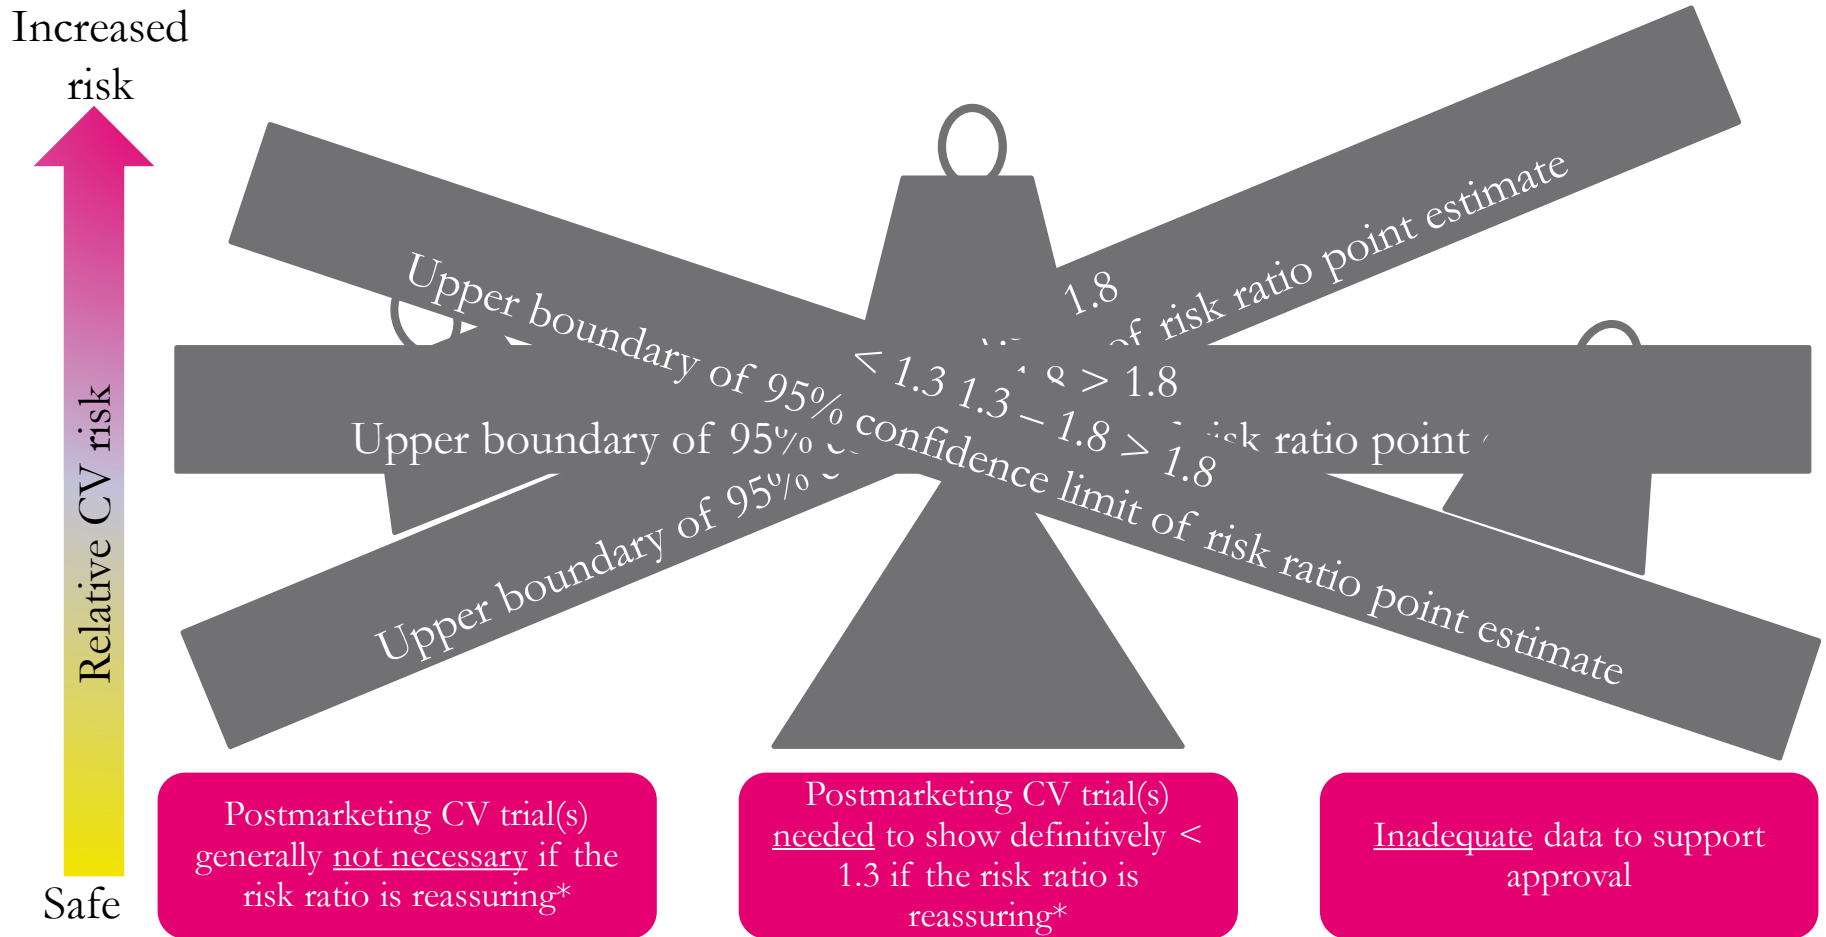 Increased
risk
Relative CV risk
Safe
1.8
of risk ratio point estimate
> 1.8
Upper boundary of 95%
risk ratio point
Upper boundary of 95%
< 1.3 1.3 – 1.8 > 1.8
Upper boundary of 95% confidence limit of risk ratio point estimate
Postmarketing CV trial(s)
generally not necessary if the
risk ratio is reassuring*
Postmarketing CV trial(s)
needed to show definitively <
1.3 if the risk ratio is
reassuring*
Inadequate data to support
approval